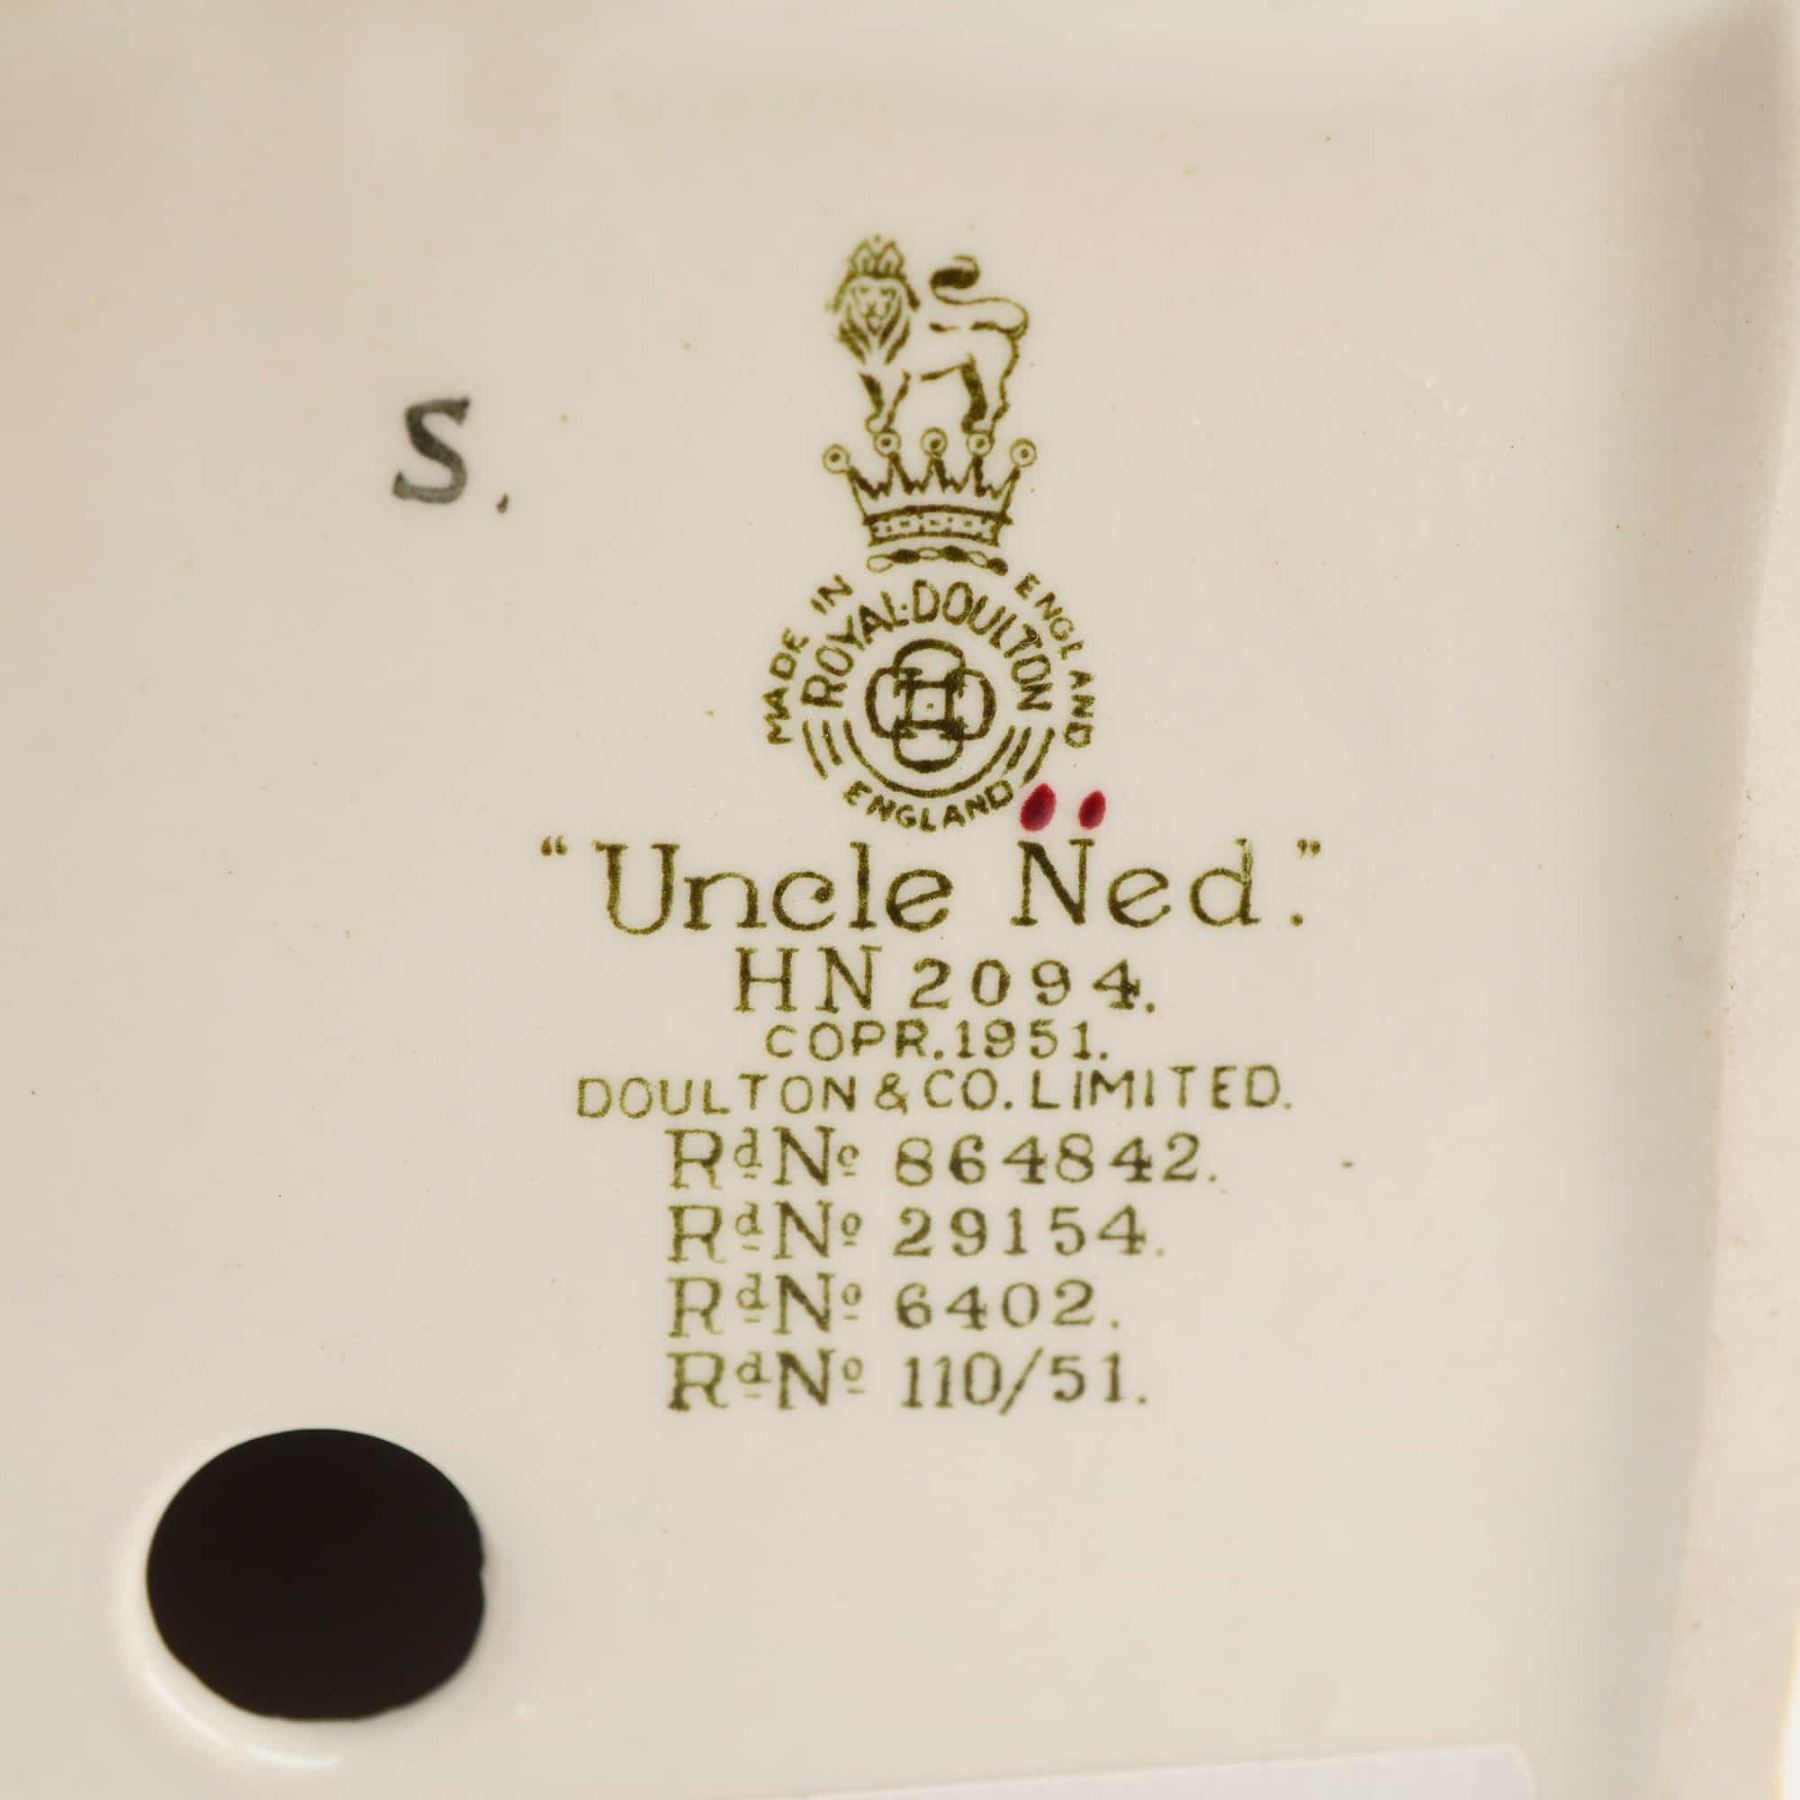 S.
MADE IN ENGLAND
ROYAL·DOULTON
ENGLAND
“Uncle Ned.”
HN 2094.
COPR. 1951.
DOULTON & CO. LIMITED.
Rd No 864842.
Rd No 29154.
Rd No 6402.
Rd No 110/51.